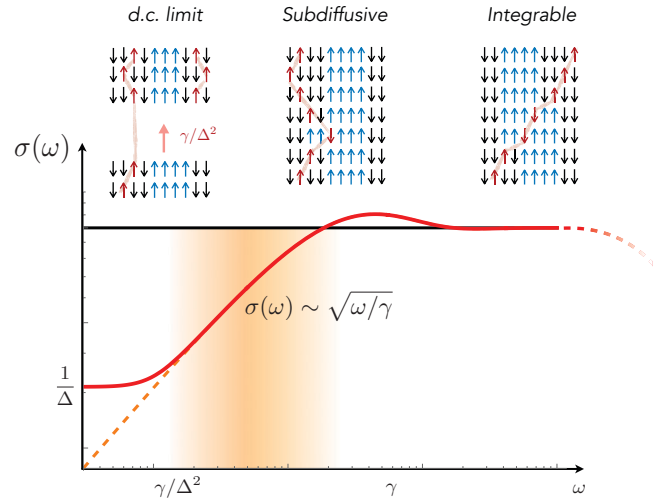 d.c. limit Subdiffusive Integrable
γ/Δ²
σ(ω)
σ(ω) ∼ √ω/γ
1/Δ
γ/Δ² γ ω